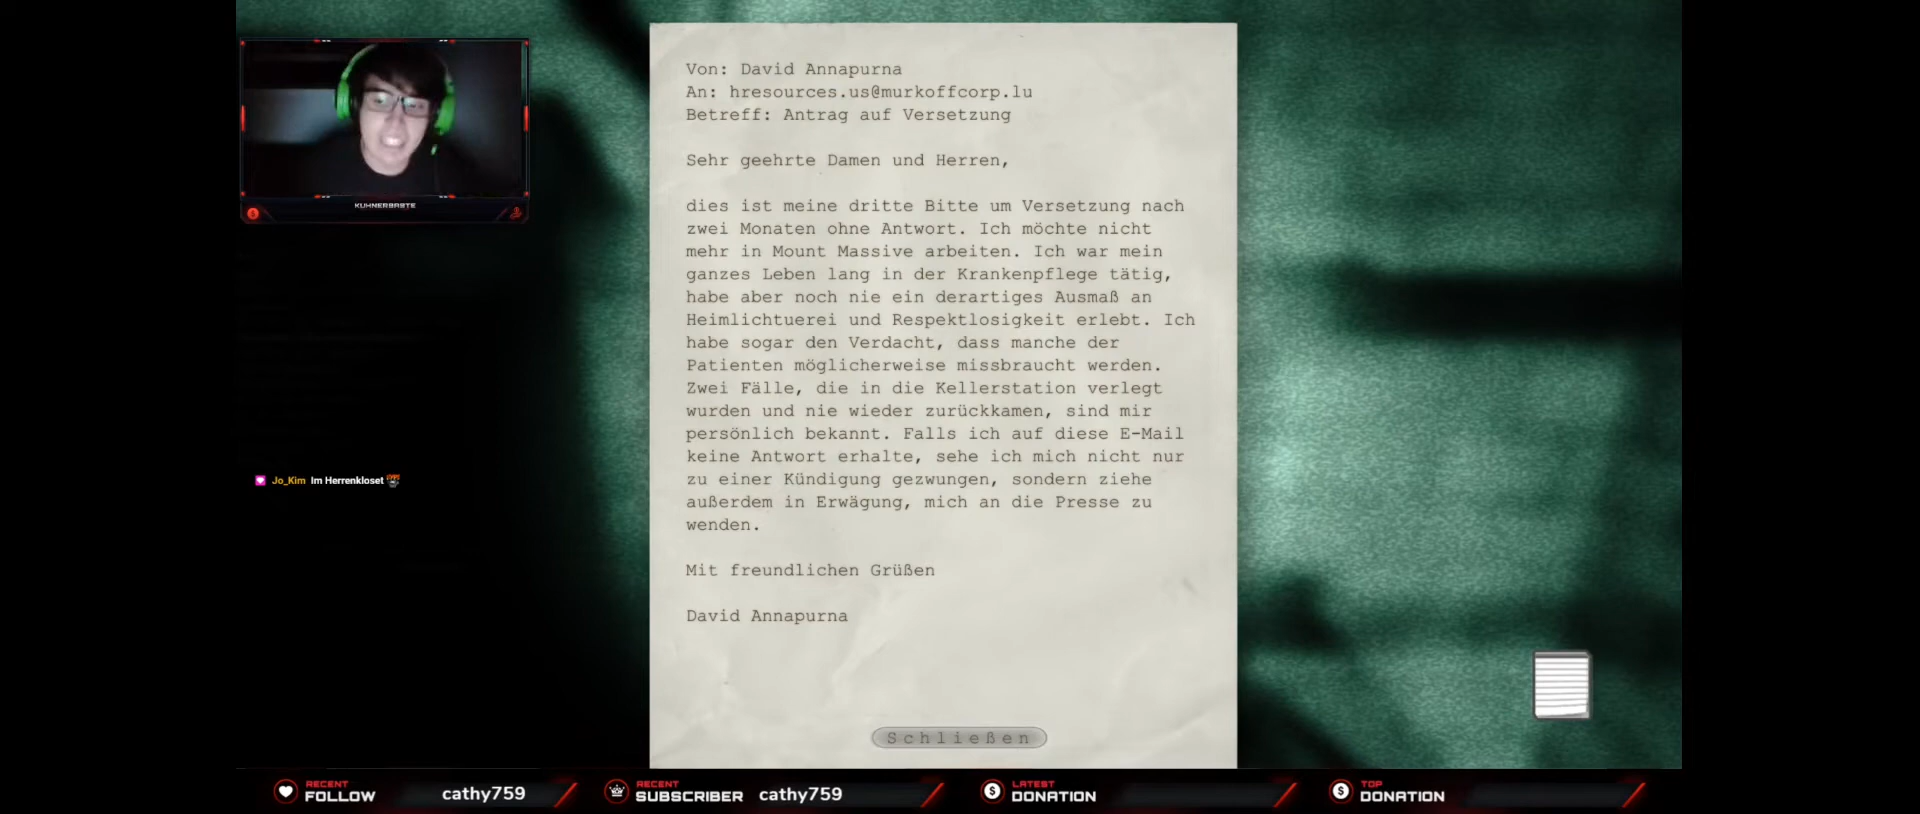 Von: David Annapurna
An: hresources.us@murkoffcorp.lu
Betreff: Antrag auf Versetzung
Sehr geehrte Damen und Herren,
dies ist meine dritte Bitte um Versetzung nach
zwei Monaten ohne Antwort. Ich möchte nicht
mehr in Mount Massive arbeiten. Ich war mein
ganzes Leben lang in der Krankenpflege tätig,
habe aber noch nie ein derartiges Ausmaß an
Heimlichtuerei und Respektlosigkeit erlebt. Ich
habe sogar den Verdacht, dass manche der
Patienten möglicherweise missbraucht werden.
Zwei Fälle, die in die Kellerstation verlegt
wurden und nie wieder zurückkamen, sind mir
persönlich bekannt. Falls ich auf diese E-Mail
keine Antwort erhalte, sehe ich mich nicht nur
zu einer Kündigung gezwungen, sondern ziehe
außerdem in Erwägung, mich an die Presse zu
wenden.
Mit freundlichen Grüßen
David Annapurna
Schließen
KUHNERBABTE
Jo_Kim Im Herrenkloset
RECENT
FOLLOW
cathy759
RECENT
SUBSCRIBER
cathy759
LATEST
DONATION
TOP
DONATION